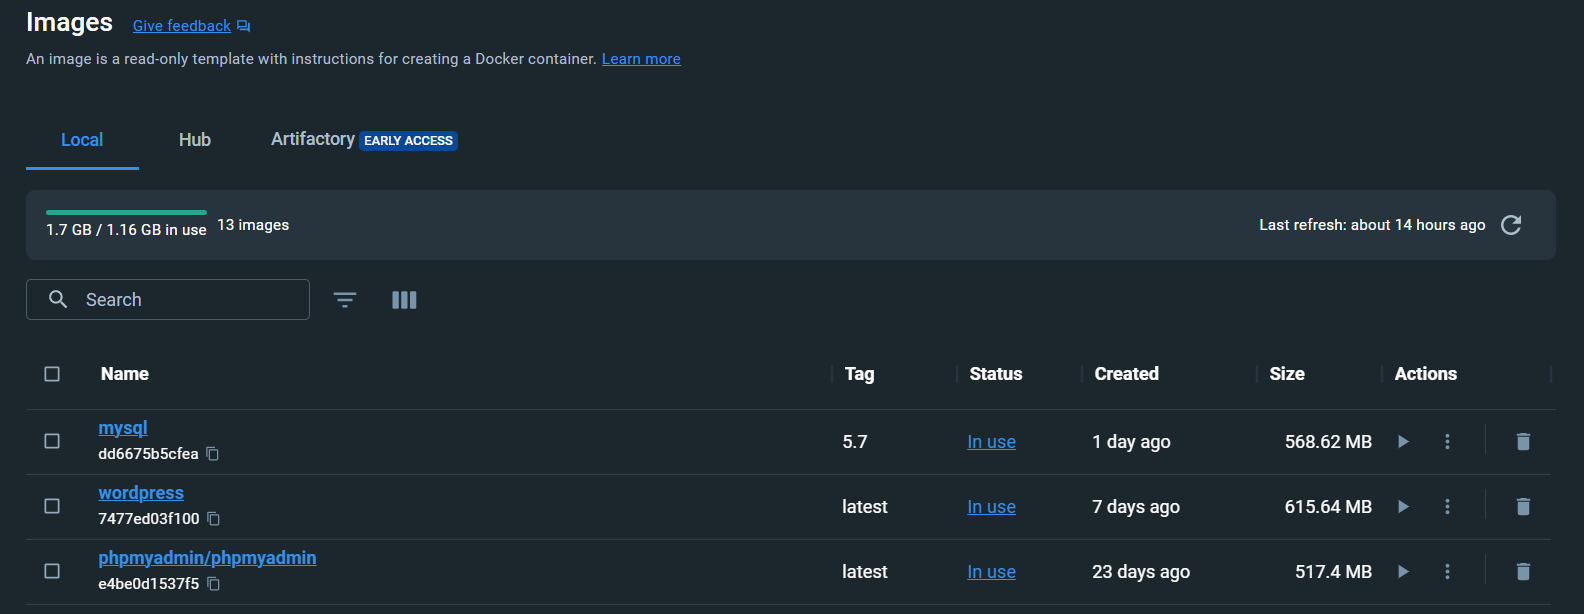 Images Give feedback
An image is a read-only template with instructions for creating a Docker container. Learn more
Local Hub Artifactory EARLY ACCESS
1.7 GB / 1.16 GB in use 13 images Last refresh: about 14 hours ago
Search
Name Tag Status Created Size Actions
mysql
dd6675b5cfea 5.7 In use 1 day ago 568.62 MB
wordpress
7477ed03f100 latest In use 7 days ago 615.64 MB
phpmyadmin/phpmyadmin
e4be0d1537f5 latest In use 23 days ago 517.4 MB